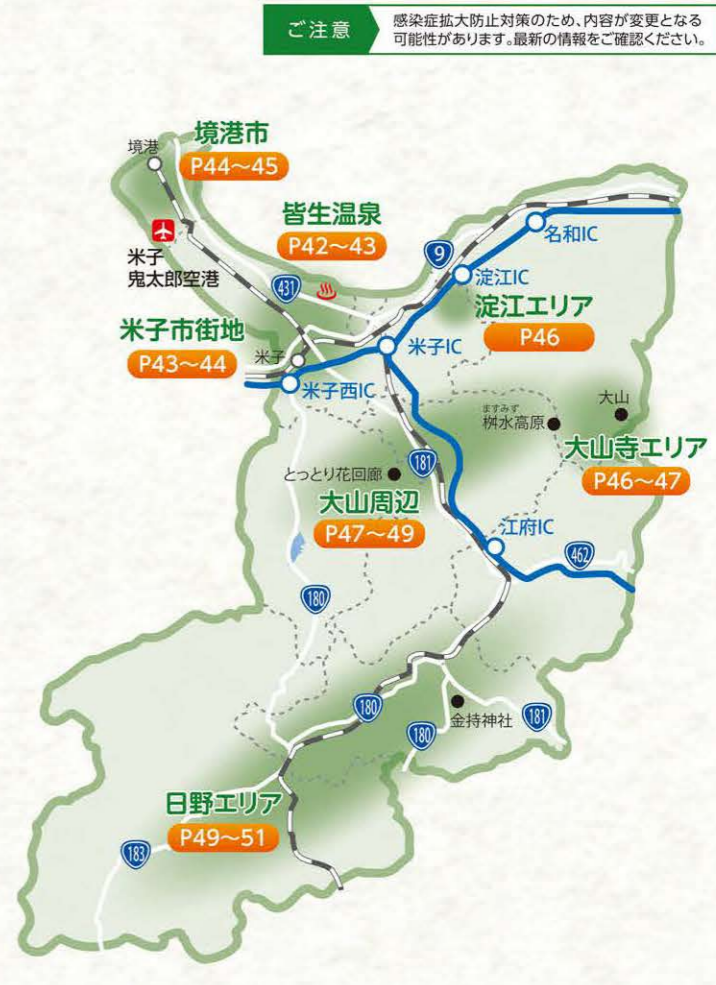 ご注意
感染症拡大防止対策のため、内容が変更となる
可能性があります。最新の情報をご確認ください。
境港市
境港
P44～45
皆生温泉
P42～43
米子
鬼太郎空港
431
9
名和IC
淀江IC
淀江エリア
P46
米子市街地
P43～44
米子
米子IC
米子西IC
ますみず
桝水高原
大山
大山寺エリア
P46～47
181
とっとり花回廊
大山周辺
P47～49
江府IC
462
180
180
金持神社
181
180
日野エリア
P49～51
183